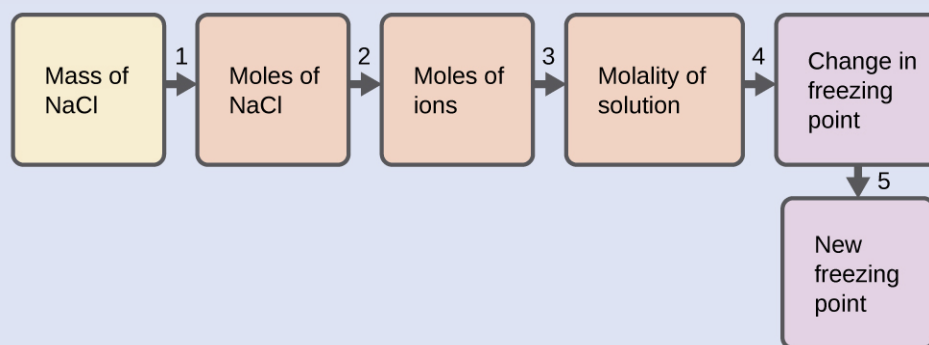 Mass of
NaCl
1
Moles of
NaCl
2
Moles of
ions
3
Molality of
solution
4
Change in
freezing
point
5
New
freezing
point